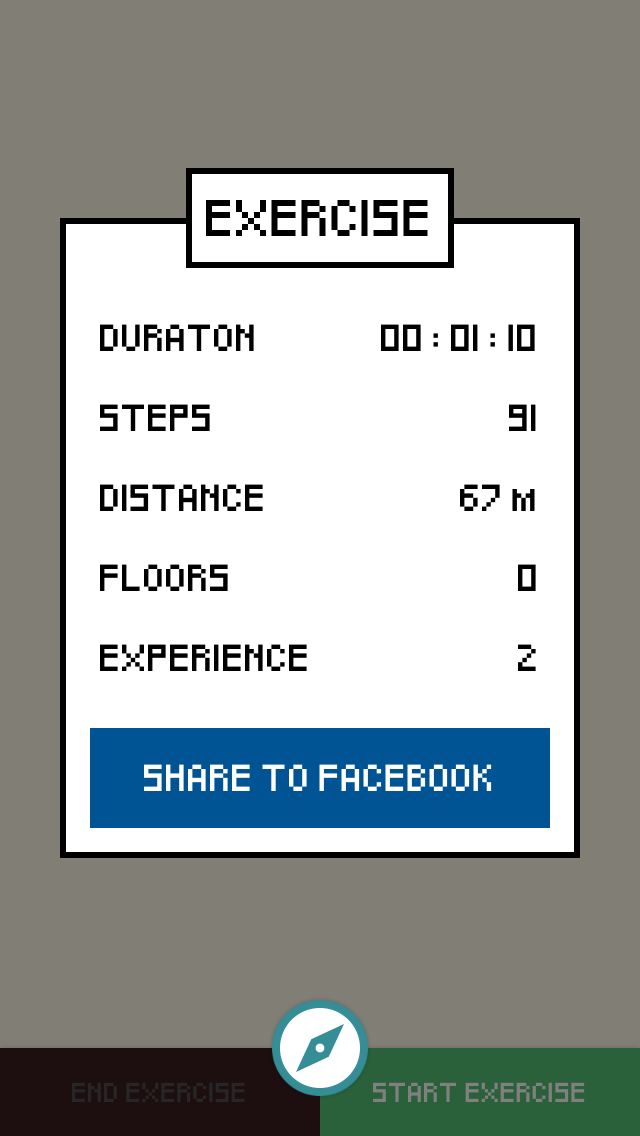 EXERCISE
DURATON 00:01:10
STEPS 91
DISTANCE 67 M
FLOORS 0
EXPERIENCE 2
SHARE TO FACEBOOK
END EXERCISE START EXERCISE